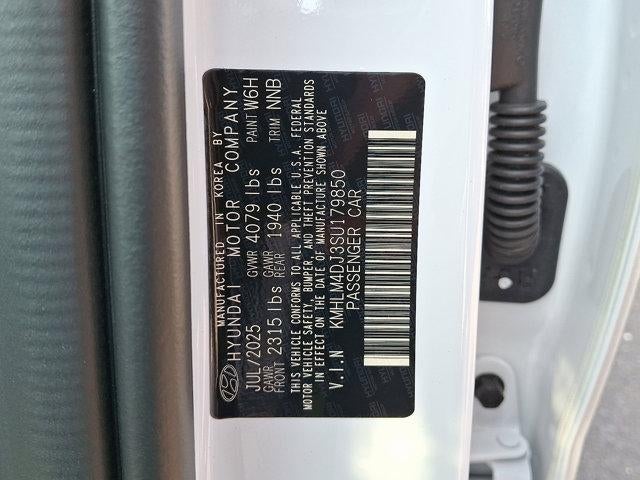 MANUFACTURED IN KOREA BY
HYUNDAI MOTOR COMPANY
JUL/2025 GVWR 4079 lbs PAINT W6H
GAWR FRONT 2315 lbs GAWR REAR 1940 lbs TRIM NNB
THIS VEHICLE CONFORMS TO ALL APPLICABLE U.S.A. FEDERAL
MOTOR VEHICLE SAFETY, BUMPER, AND THEFT PREVENTION STANDARDS
IN EFFECT ON THE DATE OF MANUFACTURE SHOWN ABOVE
V.I.N KMHLM4DJ3SU179850
PASSENGER CAR